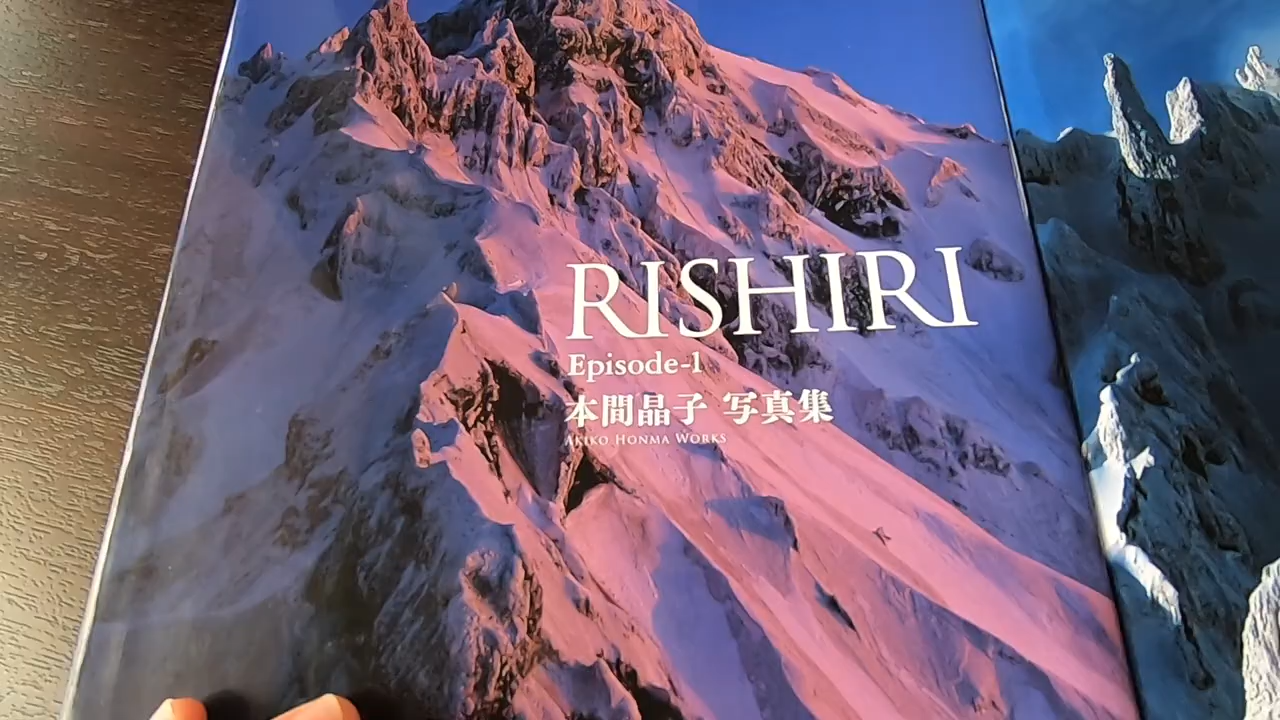 RISHIRI
Episode-1
本間晶子 写真集
Akiko Honma Works